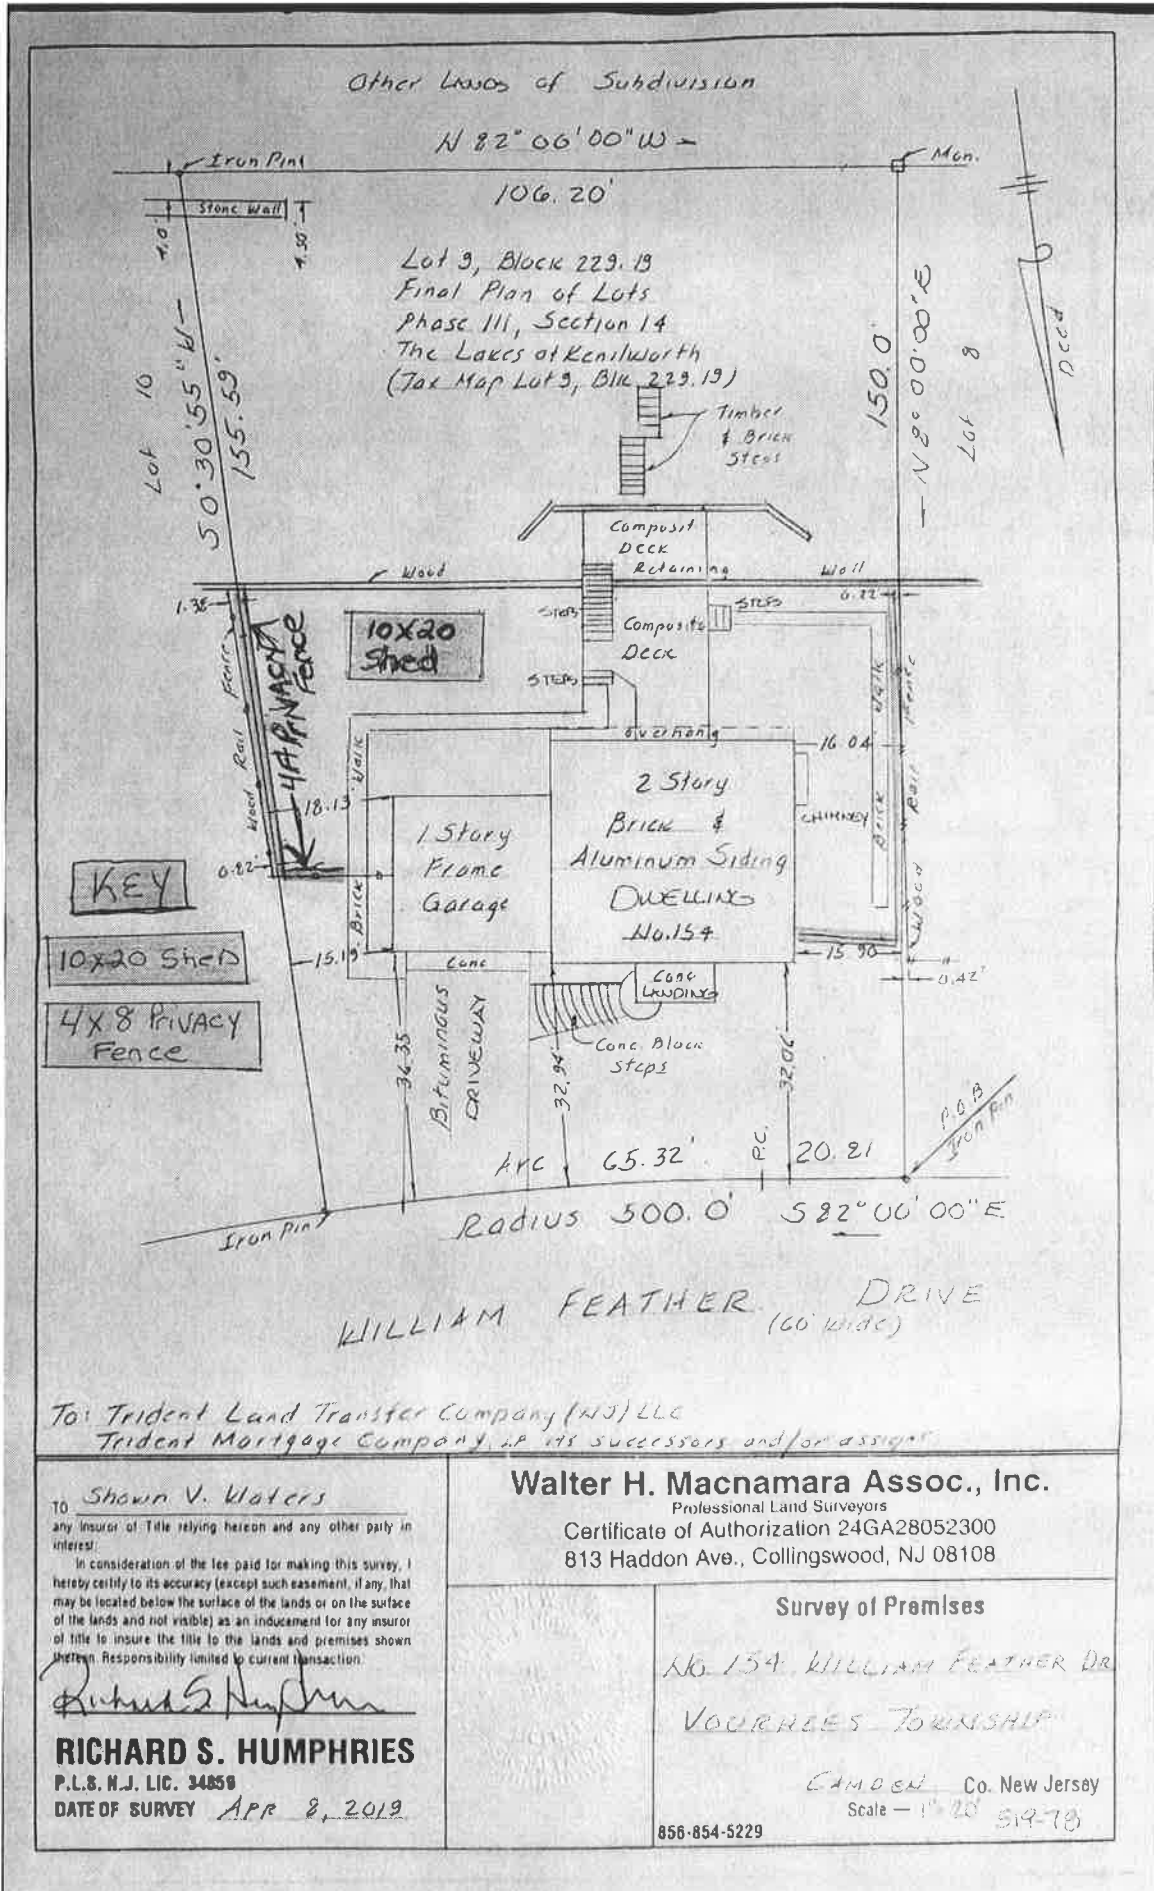 Other Lands of Subdivision
N 82° 06' 00" W -
Iron Pin
Mon.
106.20'
Stone Wall
4.0'
4.50'
Lot 9, Block 229.19
Final Plan of Lots
Phase III, Section 14
The Lakes at Kenilworth
(Tax Map Lot 9, Blk 229.19)
Lot 10
S 0° 30' 55" W -
155.59'
150.0'
- N 8° 00' 00" E
Lot 8
Deed
Timber
& Brick
Steps
Composit
DECK
Retaining
Wood
Wall
1.38
0.22
STEPS
STEPS
Composite
DECK
STEPS
10X20
Shed
Wood Rail Fence
4ft Privacy
Fence
overhang
16.04
Brick Walk
Wood Rail Fence
18.13
Brick Walk
0.82
2 Story
Brick &
Aluminum Siding
DWELLING
No. 154
CHIMNEY
1 Story
Frame
Garage
KEY
10x20 SheD
4 X 8 PrivACY
Fence
15.19
15.90
0.42'
Conc
Conc
LANDING
Bituminous
DRIVEWAY
Conc. Block
Steps
36.35
32.94
32.06
P.O.B
Iron Pin
Arc 65.32'
P.C.
20.21
Radius 500.0'
S 82° 00' 00" E
Iron Pin
WILLIAM FEATHER DRIVE
(60' Wide)
To: Trident Land Transfer Company (NJ) LLC
Trident Mortgage Company, LP its successors and/or assigns
TO Shawn V. Waters
any Insuror of Title relying hereon and any other party in
interest:
In consideration of the fee paid for making this survey, I
hereby certify to its accuracy (except such easement, if any, that
may be located below the surface of the lands or on the surface
of the lands and not visible) as an inducement for any insuror
of title to insure the title to the lands and premises shown
thereon. Responsibility limited to current transaction.
Richard S Humphries
RICHARD S. HUMPHRIES
P.L.S. N.J. LIC. 34859
DATE OF SURVEY APR 8, 2019
Walter H. Macnamara Assoc., Inc.
Professional Land Surveyors
Certificate of Authorization 24GA28052300
813 Haddon Ave., Collingswood, NJ 08108
Survey of Premises
No. 154 WILLIAM FEATHER DR
VOORHEES TOWNSHIP
CAMDEN Co. New Jersey
Scale — 1" 20'
519-78
856-854-5229